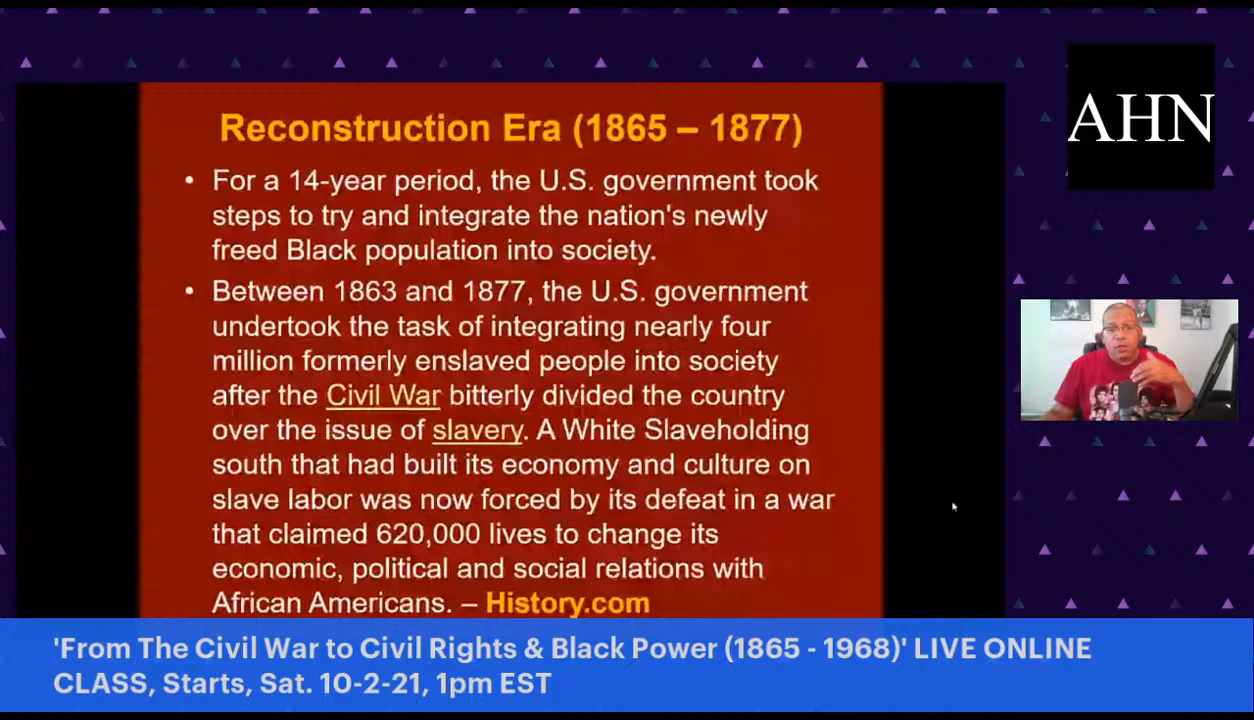 Reconstruction Era (1865 – 1877)
• For a 14-year period, the U.S. government took
steps to try and integrate the nation's newly
freed Black population into society.
• Between 1863 and 1877, the U.S. government
undertook the task of integrating nearly four
million formerly enslaved people into society
after the Civil War bitterly divided the country
over the issue of slavery. A White Slaveholding
south that had built its economy and culture on
slave labor was now forced by its defeat in a war
that claimed 620,000 lives to change its
economic, political and social relations with
African Americans. – History.com
AHN
'From The Civil War to Civil Rights & Black Power (1865 - 1968)' LIVE ONLINE
CLASS, Starts, Sat. 10-2-21, 1pm EST